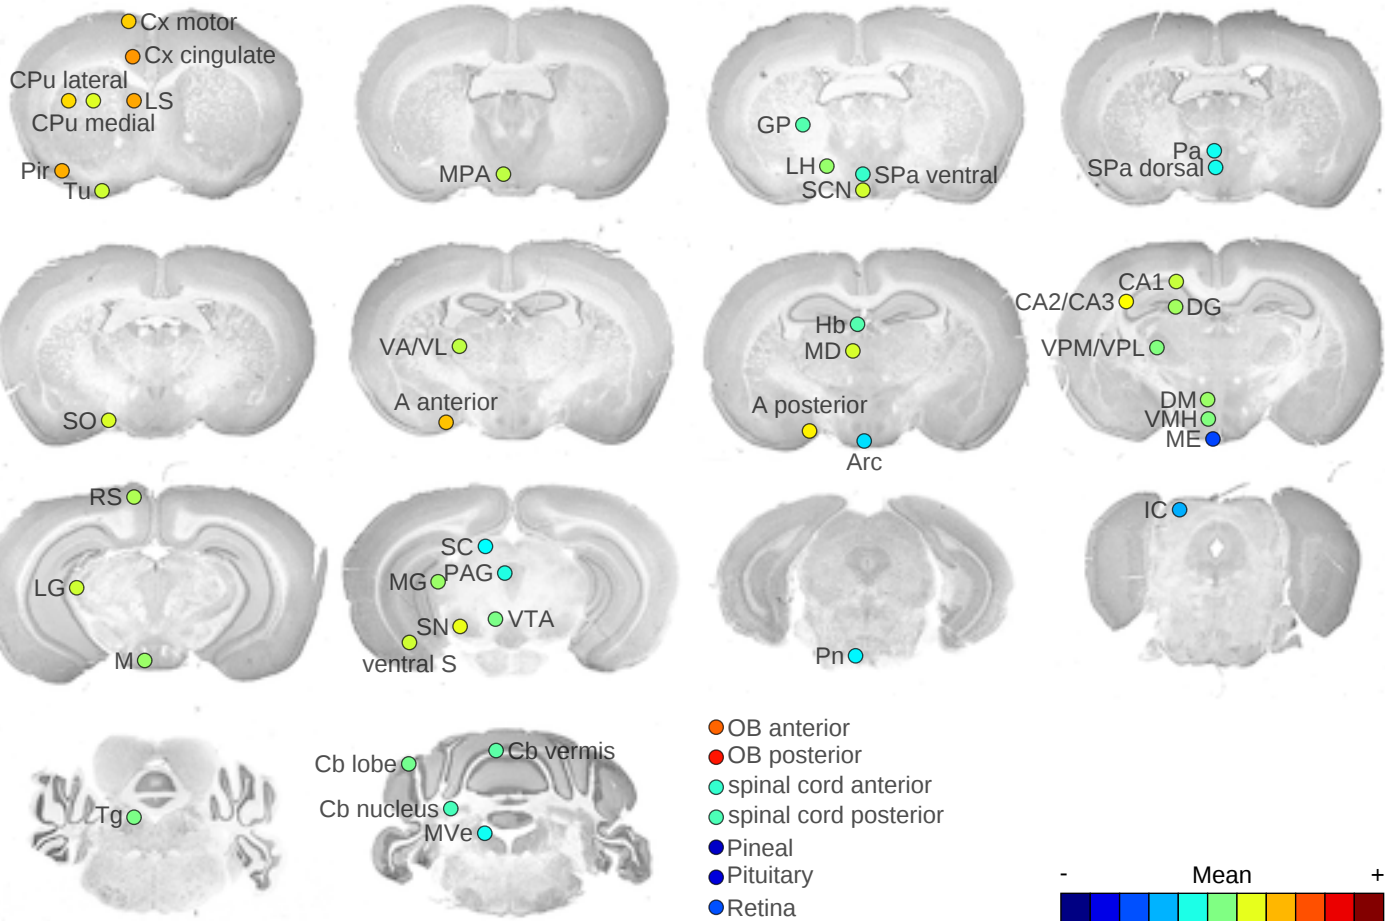 Cx motor
Cx cingulate
CPu lateral
LS
CPu medial
Pir
Tu
MPA
GP
LH
SPa ventral
SCN
Pa
SPa dorsal
SO
VA/VL
A anterior
Hb
MD
A posterior
Arc
CA1
CA2/CA3
DG
VPM/VPL
DM
VMH
ME
RS
LG
M
SC
PAG
MG
VTA
SN
ventral S
Pn
IC
Tg
Cb vermis
Cb lobe
Cb nucleus
MVe
OB anterior
OB posterior
spinal cord anterior
spinal cord posterior
Pineal
Pituitary
Retina
- Mean +